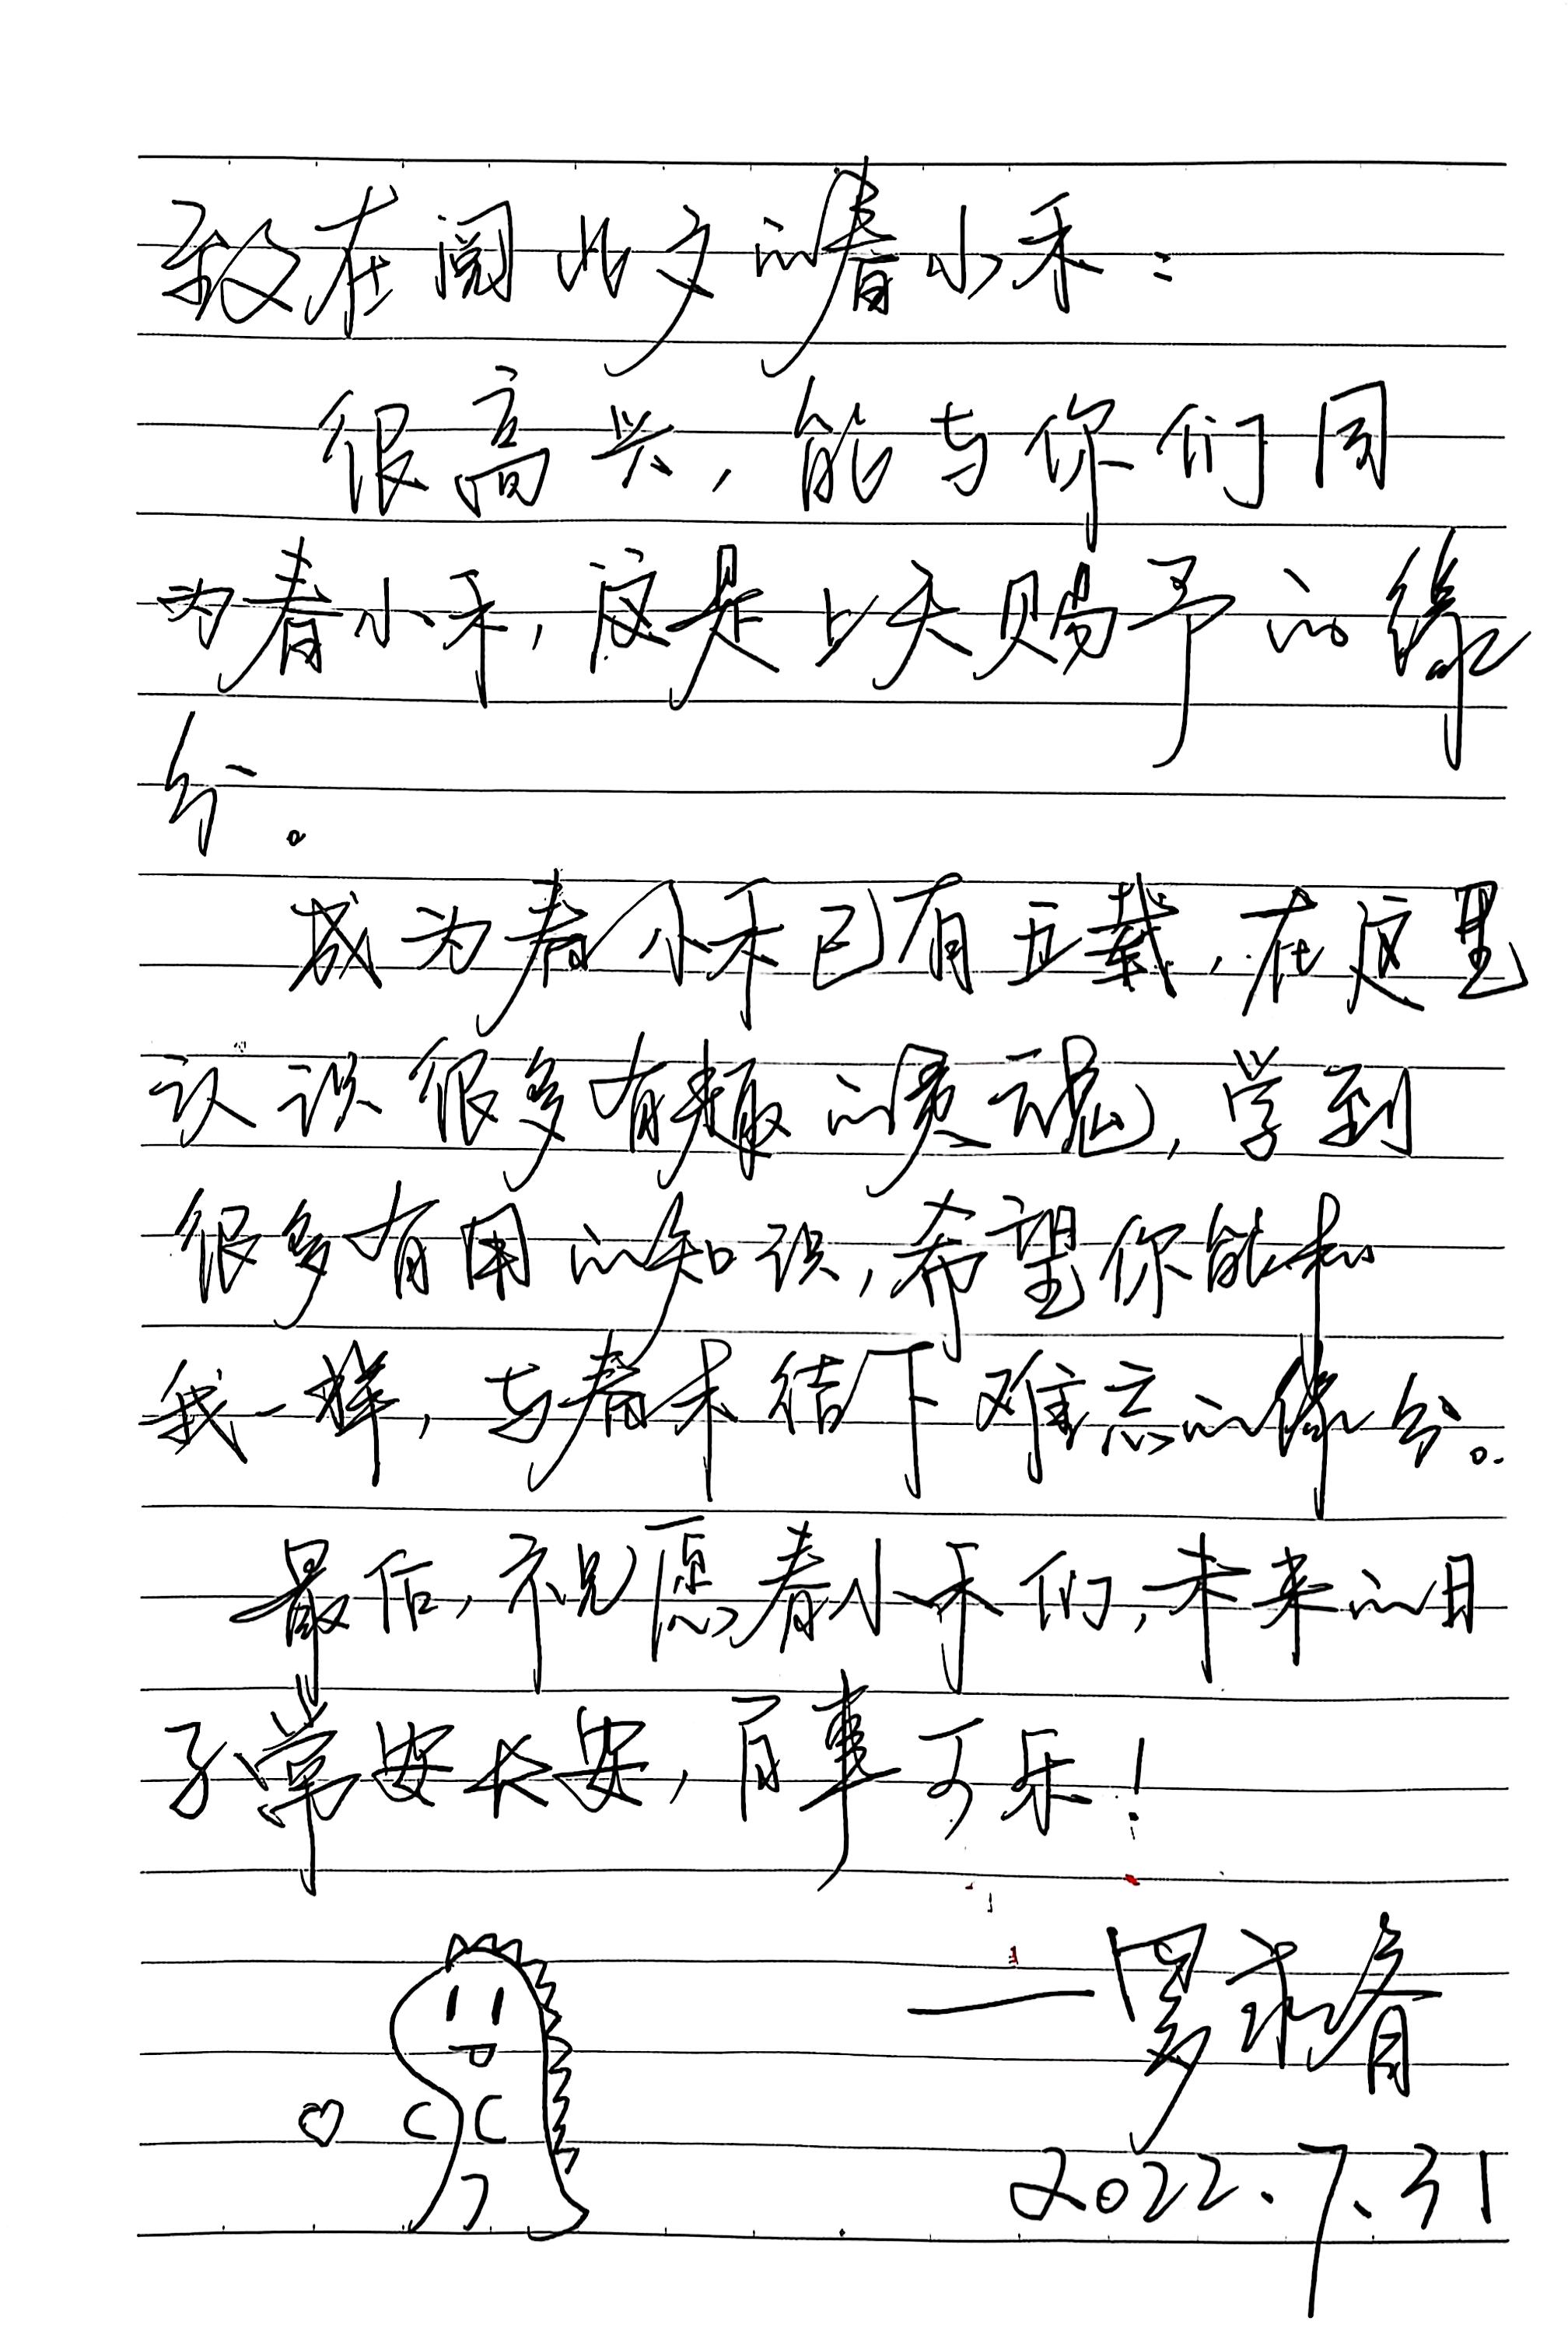 致在阅此文的春小禾：
很高兴，能与你们同
为春小禾，这是上天赐予的缘
分。
成为春小禾已有五载，在这里
认识很多有趣的灵魂，学到
很多有用的知识，希望你能和
我一样，与春禾结下难忘的缘分。
最后，祝愿春小禾们，未来的日
子常安长安，百事可乐！
——罗咏春
2022.7.31